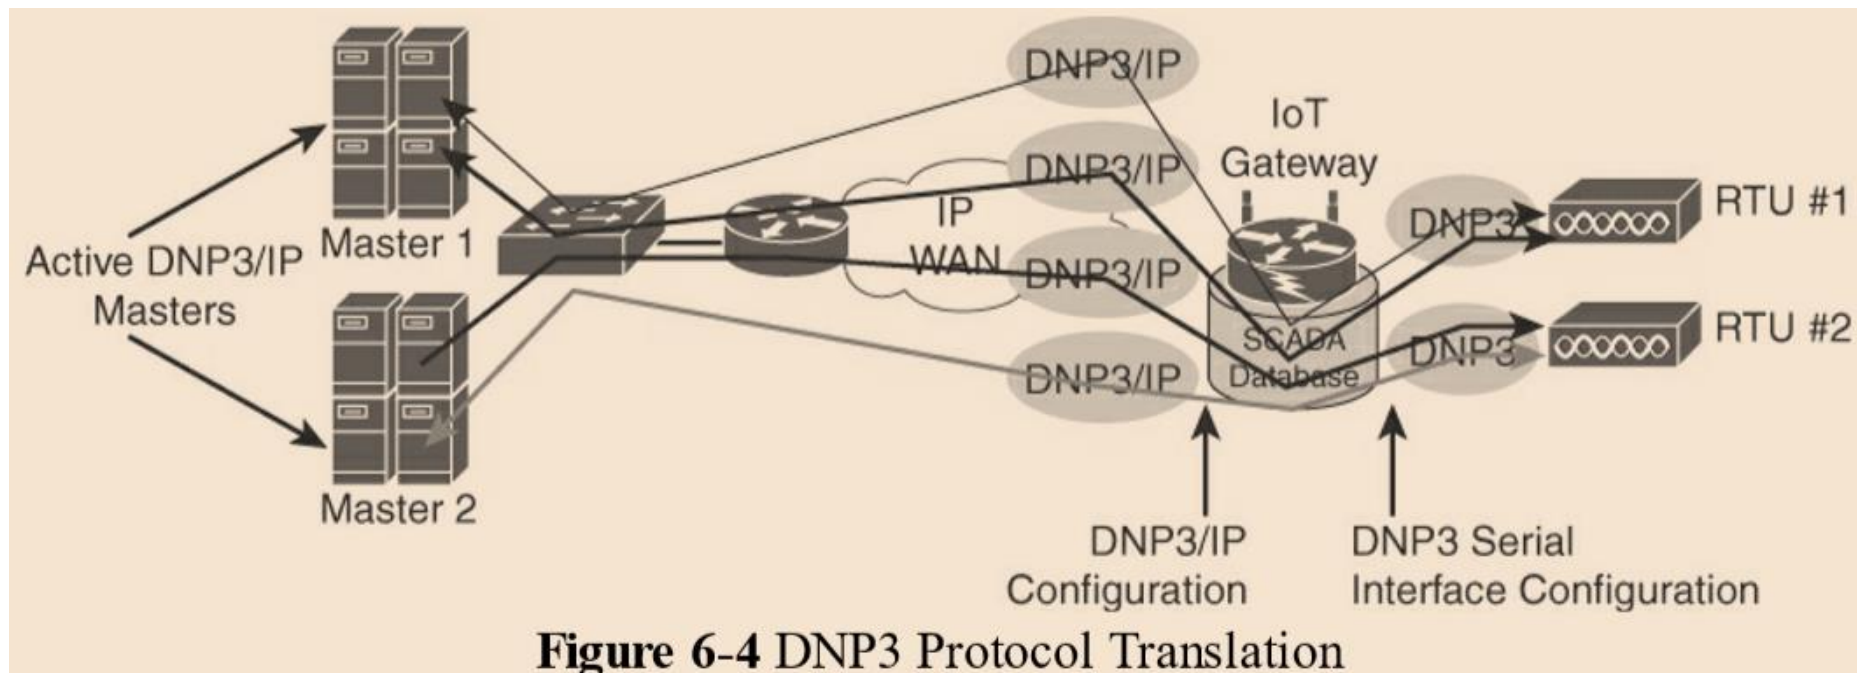 DNP3/IP
IoT
Gateway
DNP3/IP
IP
WAN
DNP3
RTU #1
Master 1
Active DNP3/IP
Masters
DNP3/IP
SCADA
Database
DNP3
RTU #2
DNP3/IP
Master 2
DNP3/IP
Configuration
DNP3 Serial
Interface Configuration
Figure 6-4 DNP3 Protocol Translation